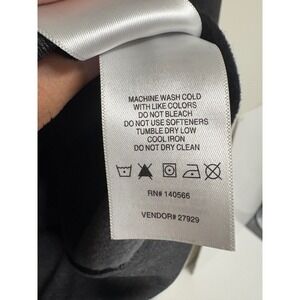 MACHINE WASH COLD
WITH LIKE COLORS
DO NOT BLEACH
DO NOT USE SOFTENERS
TUMBLE DRY LOW
COOL IRON
DO NOT DRY CLEAN
RN# 140566
VENDOR# 27929